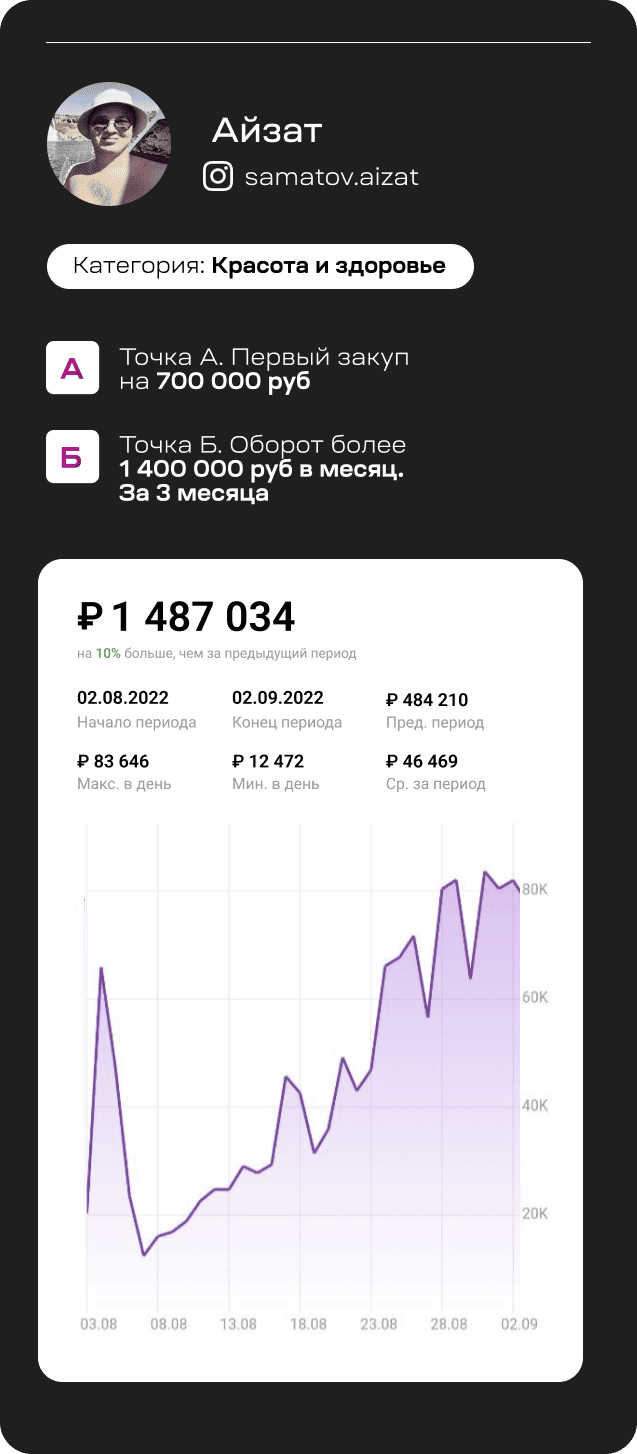 Айзат
samatov.aizat
Категория: Красота и здоровье
А
Точка А. Первый закуп
на 700 000 руб
Б
Точка Б. Оборот более
1 400 000 руб в месяц.
За 3 месяца
₽ 1 487 034
на 10% больше, чем за предыдущий период
02.08.2022 02.09.2022 ₽ 484 210
Начало периода Конец периода Пред. период
₽ 83 646 ₽ 12 472 ₽ 46 469
Макс. в день Мин. в день Ср. за период
80K
60K
40K
20K
03.08 08.08 13.08 18.08 23.08 28.08 02.09